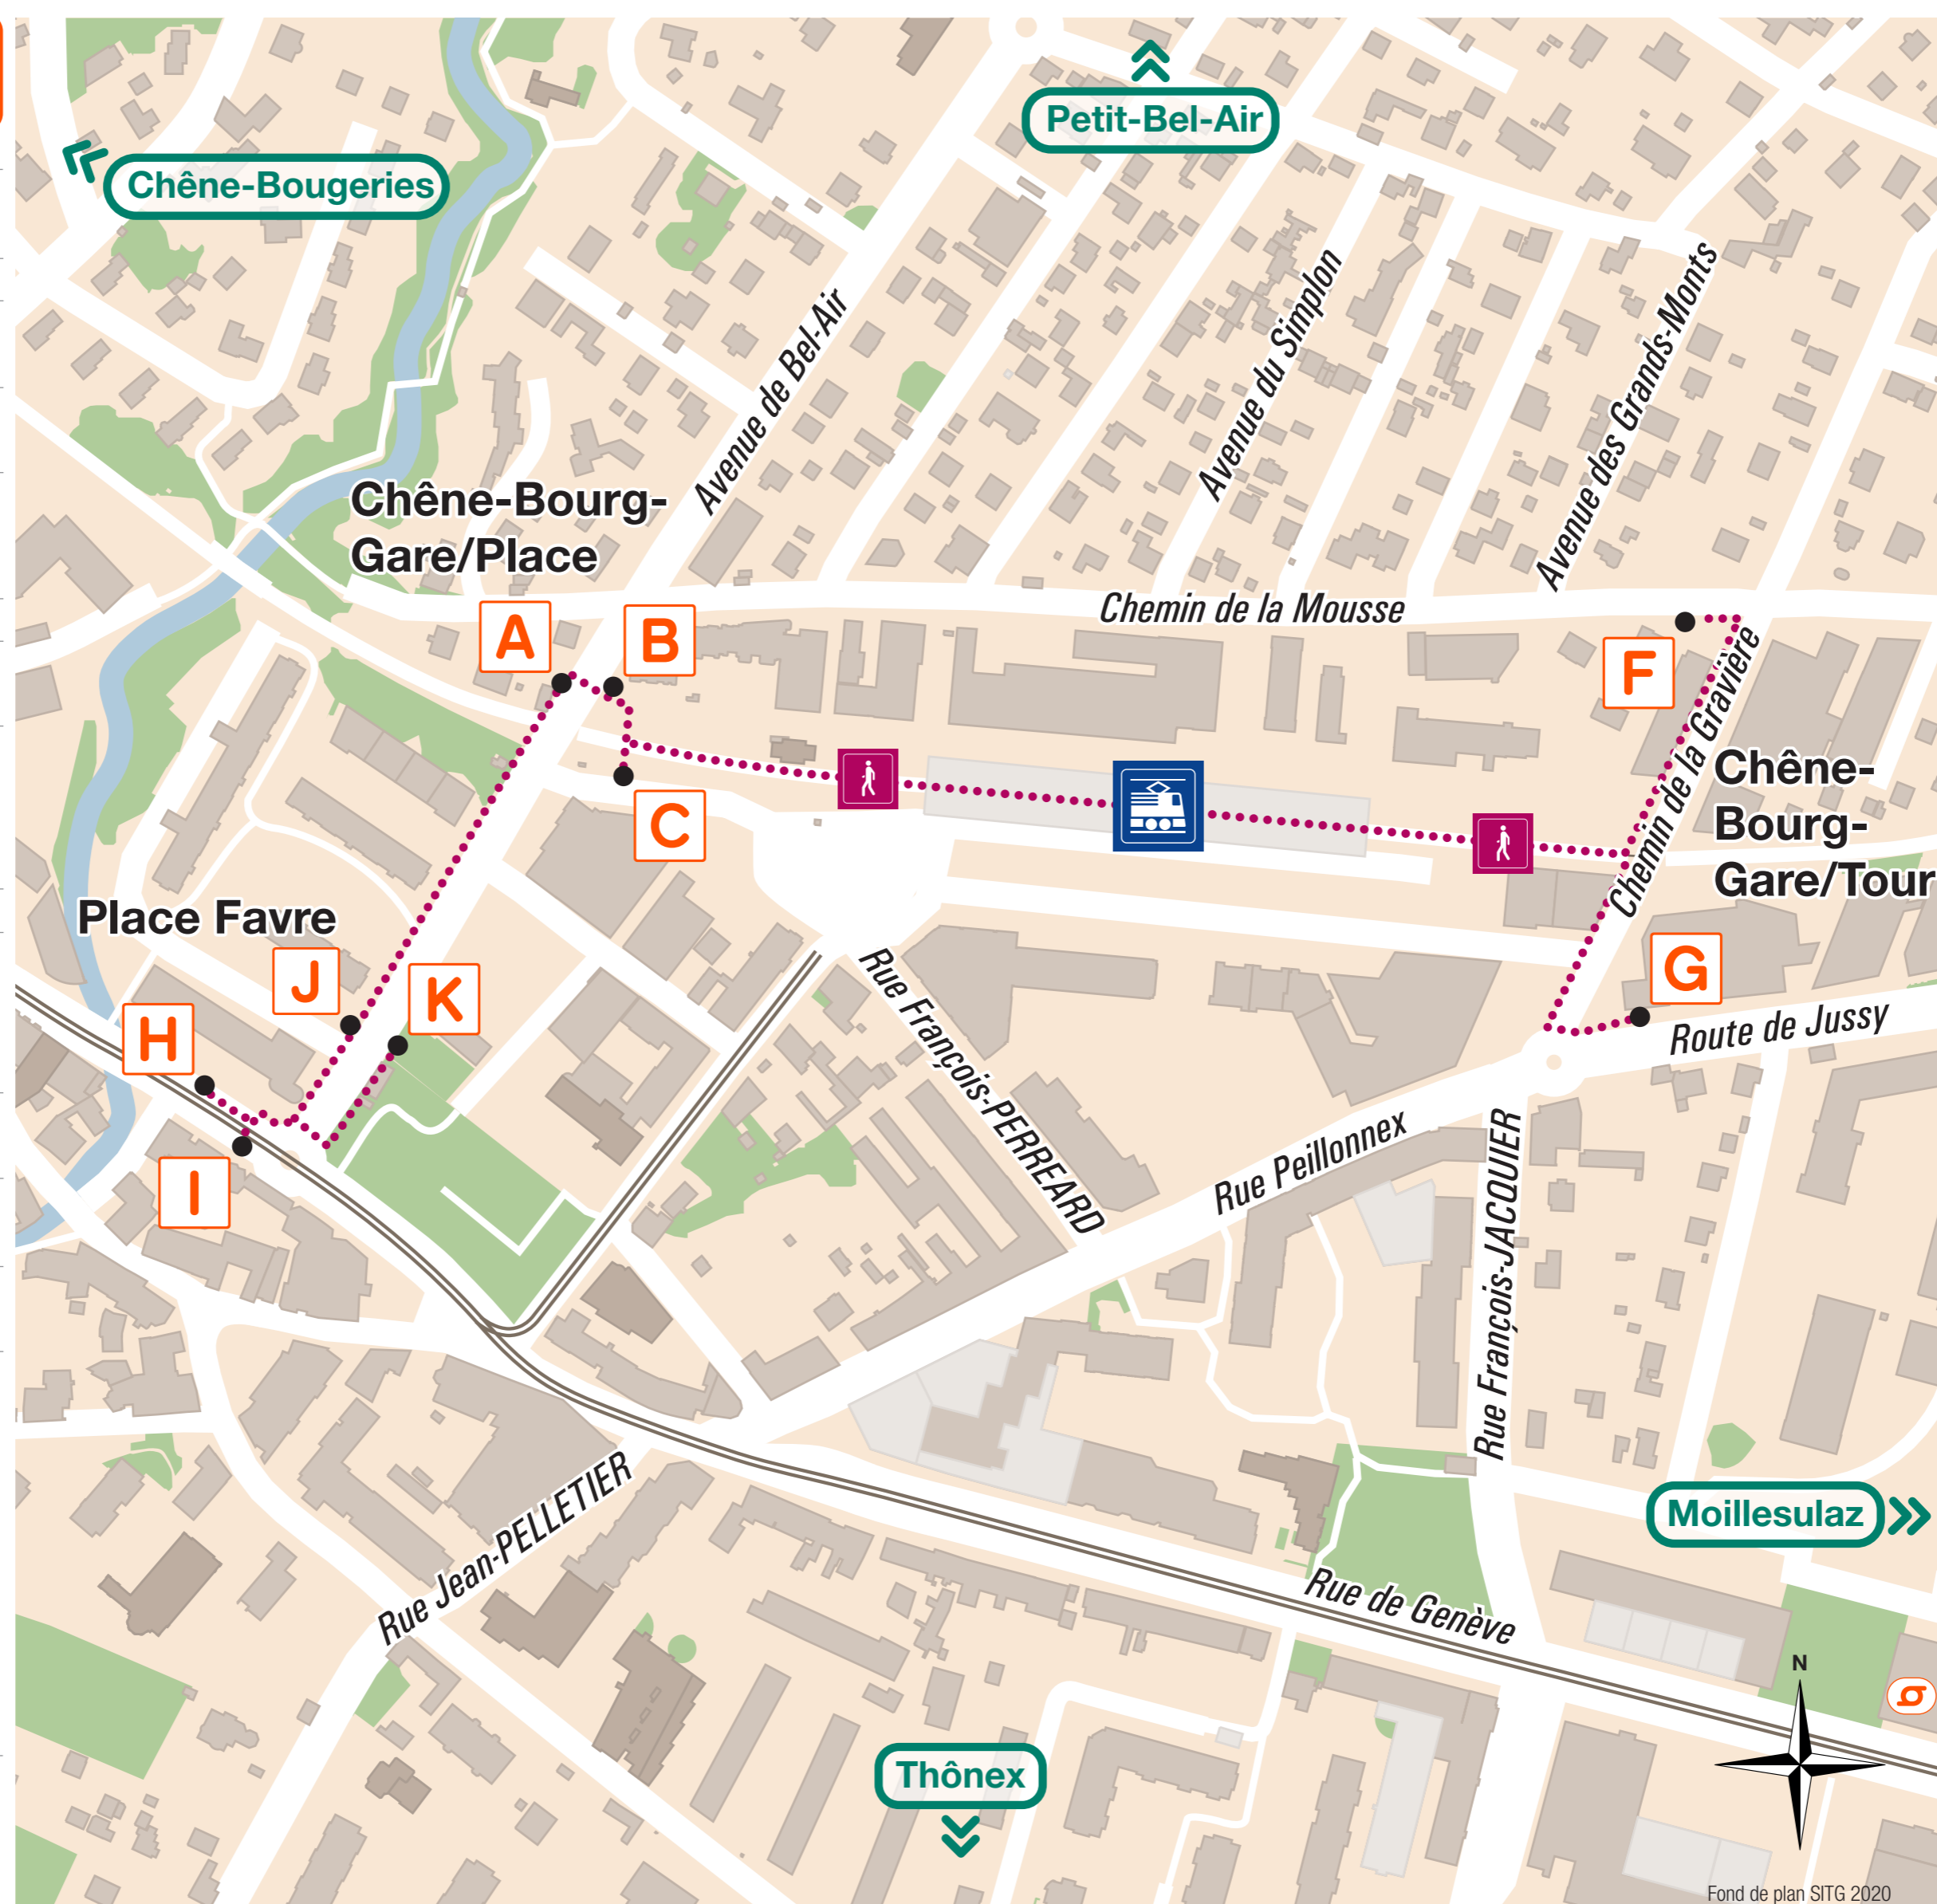 Petit-Bel-Air
Chêne-Bougeries
Avenue de Bel-Air
Avenue du Simplon
Avenue des Grands-Monts
Chêne-Bourg-
Gare/Place
Chemin de la Mousse
A
B
F
Chemin de la Gravière
Chêne-
Bourg-
Gare/Tour
C
Place Favre
J
K
G
H
Rue François-PERREARD
Route de Jussy
I
Rue Peillonnex
Rue François-JACQUIER
Rue Jean-PELLETIER
Moillesulaz
Rue de Genève
N
Thônex
Fond de plan SITG 2020